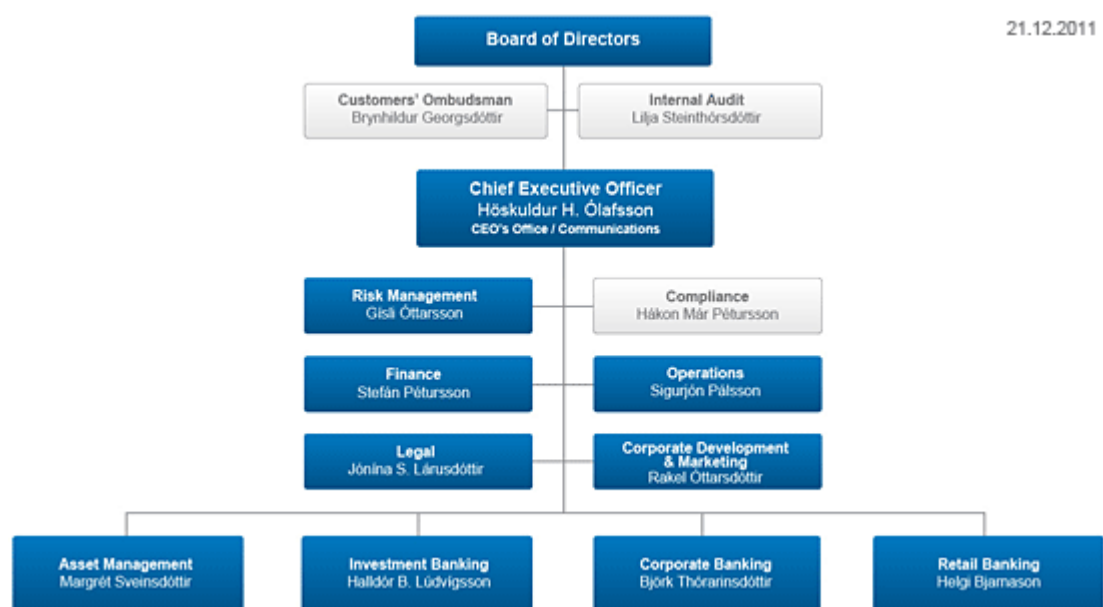 21.12.2011
Board of Directors
Customers' Ombudsman
Brynhildur Georgsdóttir
Internal Audit
Lilja Steinthórsdóttir
Chief Executive Officer
Höskuldur H. Ólafsson
CEO's Office / Communications
Risk Management
Gísli Óttarsson
Compliance
Hákon Már Pétursson
Finance
Stefán Pétursson
Operations
Sigurjón Pálsson
Legal
Jónína S. Lárusdóttir
Corporate Development
& Marketing
Rakel Óttarsdóttir
Asset Management
Margrét Sveinsdóttir
Investment Banking
Halldór B. Lúdvígsson
Corporate Banking
Björk Thórarinsdóttir
Retail Banking
Helgi Bjarnason